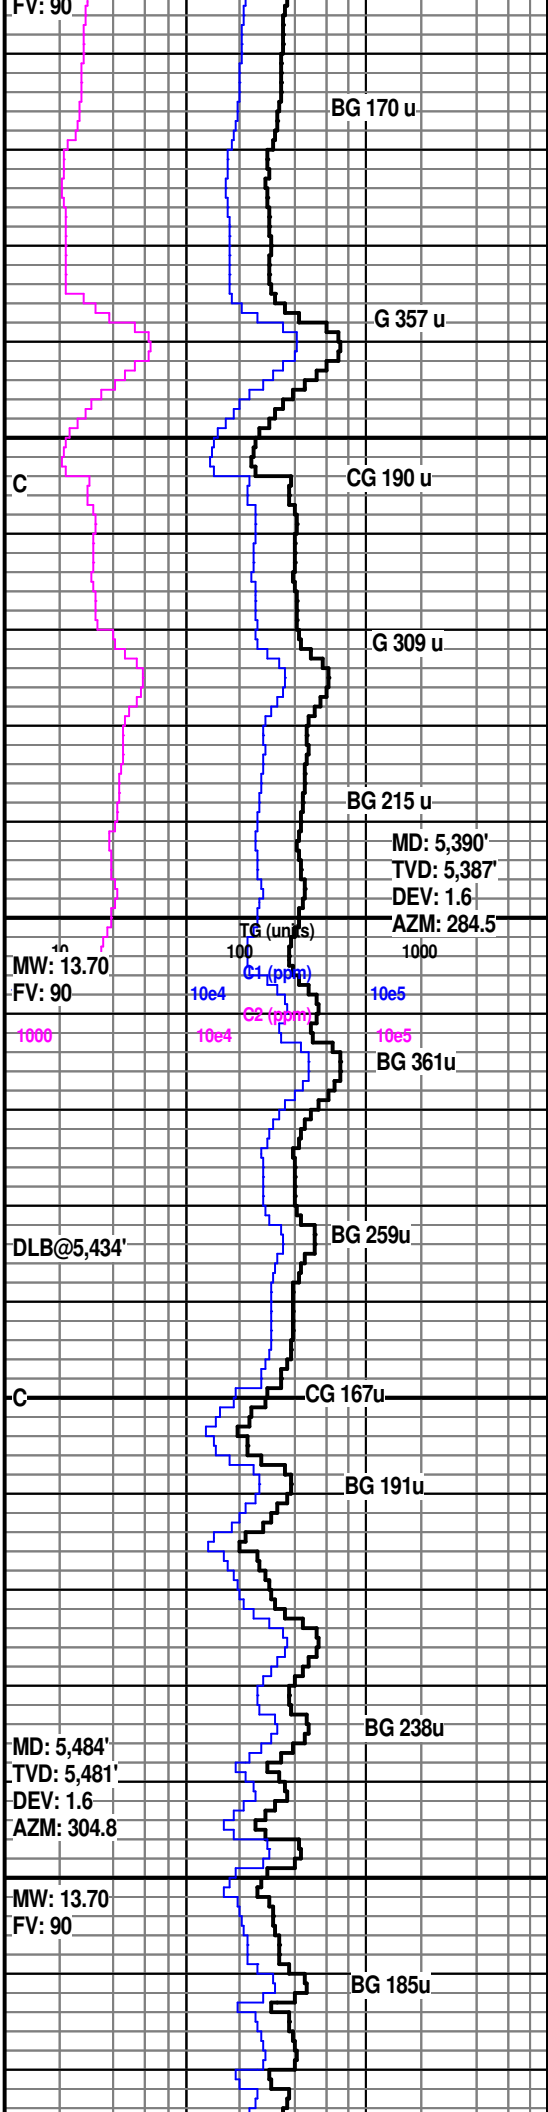 FV: 90
BG 170 u
G 357 u
CG 190 u
C
G 309 u
BG 215 u
MD: 5,390'
TVD: 5,387'
DEV: 1.6
AZM: 284.5
TG (units)
10 100 1000
MW: 13.70
C1 (ppm)
FV: 90
10e4 10e5
C2 (ppm)
1000 10e4 10e5
BG 361u
BG 259u
DLB@5,434'
CG 167u
C
BG 191u
BG 238u
MD: 5,484'
TVD: 5,481'
DEV: 1.6
AZM: 304.8
MW: 13.70
FV: 90
BG 185u